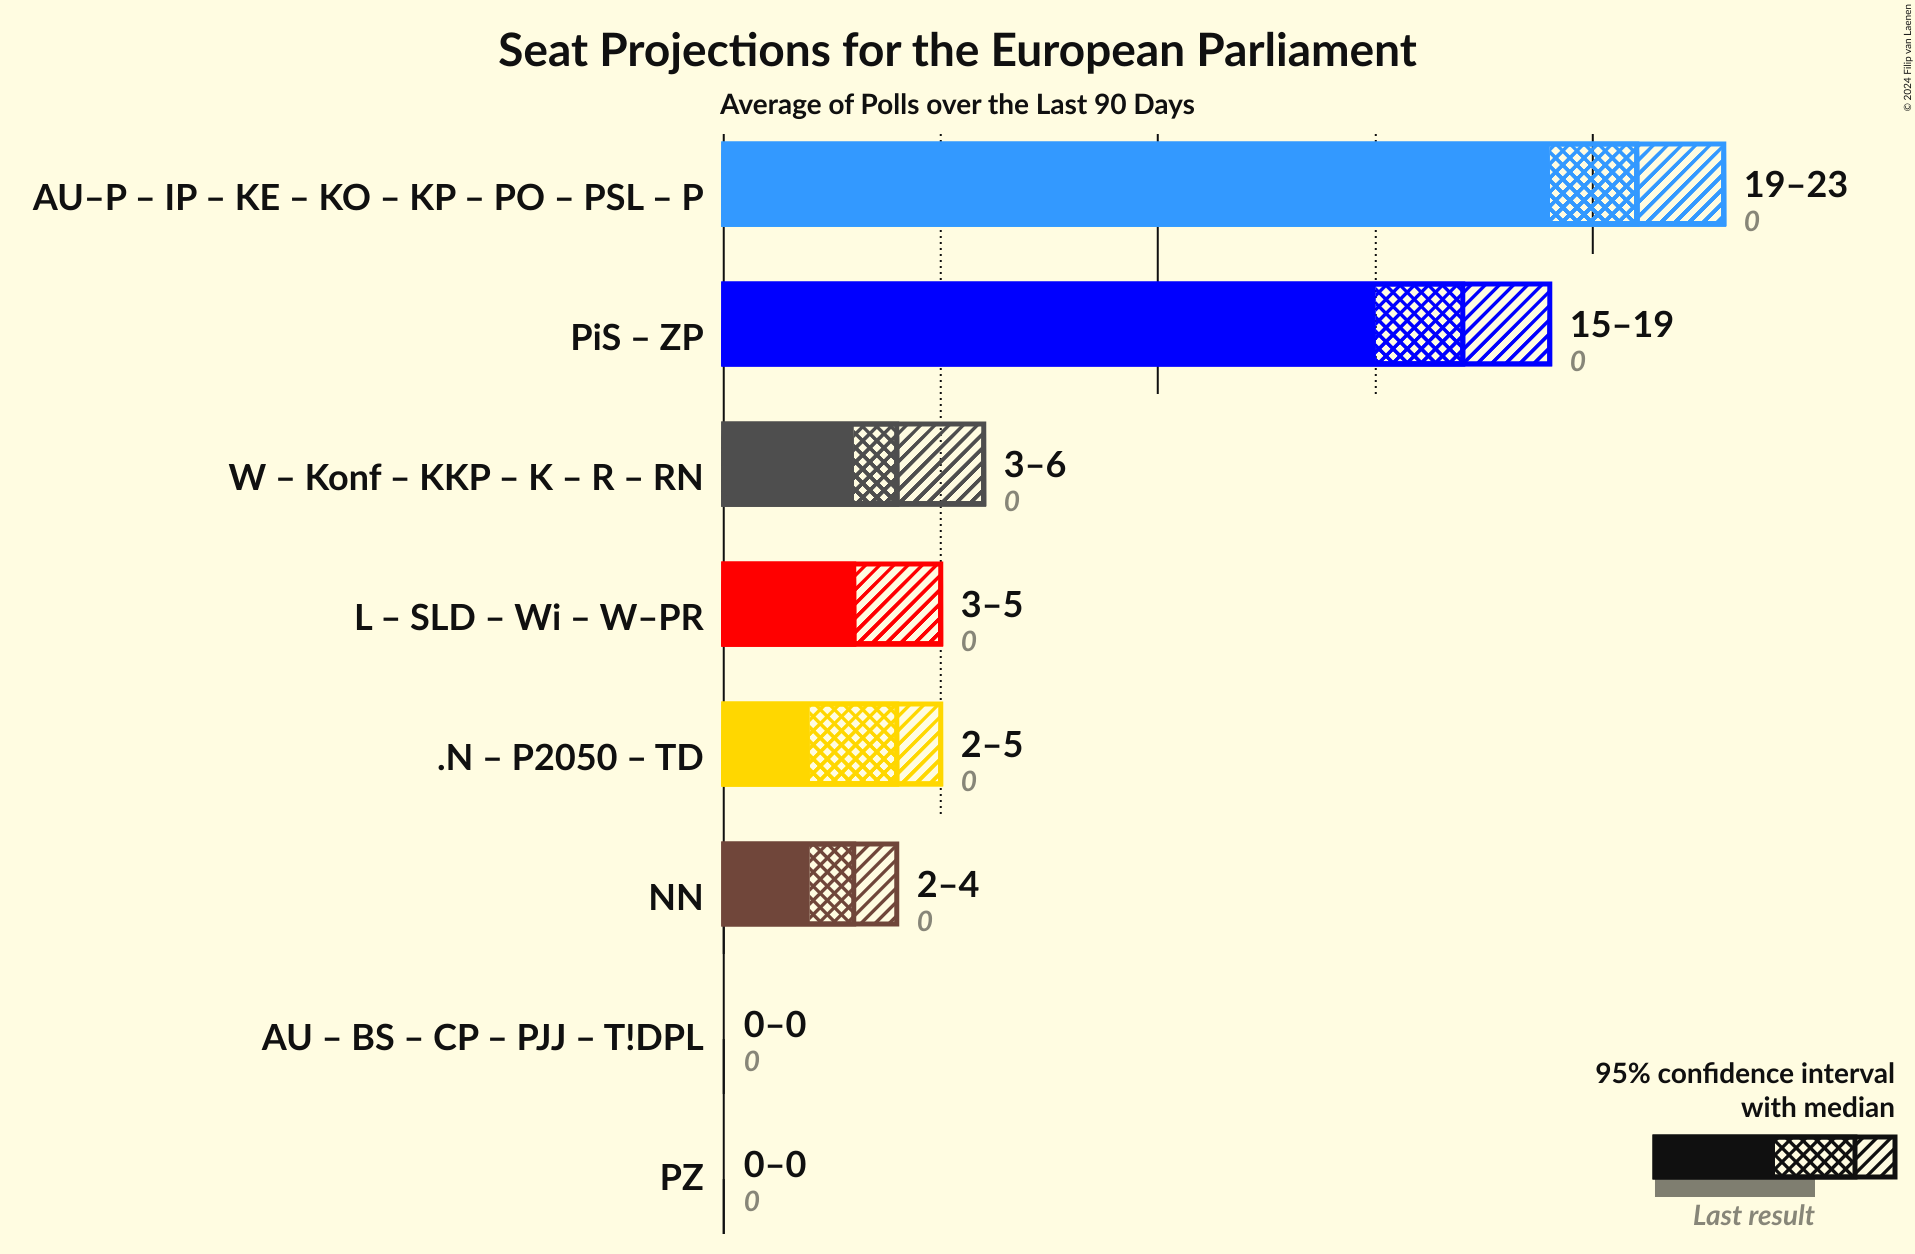 Seat Projections for the European Parliament
Average of Polls over the Last 90 Days
© 2024 Filip van Laenen
AU–P – IP – KE – KO – KP – PO – PSL – P
19–23
0
PiS – ZP
15–19
0
W – Konf – KKP – K – R – RN
3–6
0
L – SLD – Wi – W–PR
3–5
0
.N – P2050 – TD
2–5
0
NN
2–4
0
AU – BS – CP – PJJ – T!DPL
0–0
0
PZ
0–0
0
95% confidence interval
with median
Last result